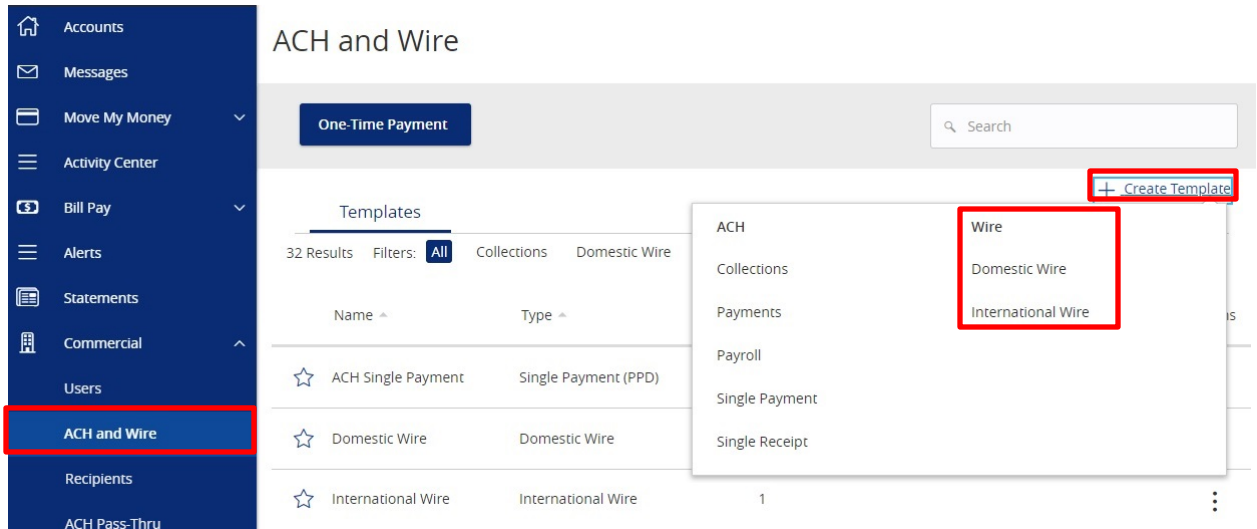 Accounts
Messages
Move My Money
Activity Center
Bill Pay
Alerts
Statements
Commercial
Users
ACH and Wire
Recipients
ACH Pass-Thru
ACH and Wire
One-Time Payment
Search
+ Create Template
Templates
32 Results Filters: All Collections Domestic Wire
Name Type
ACH Single Payment Single Payment (PPD)
Domestic Wire Domestic Wire
International Wire International Wire 1
ACH Wire
Collections Domestic Wire
Payments International Wire
Payroll
Single Payment
Single Receipt